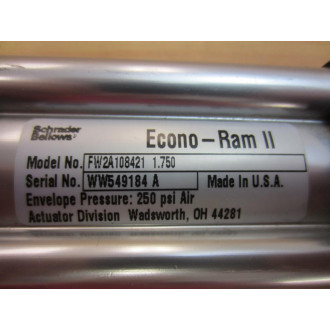 Schrader
Bellows
Econo-Ram II
Model No. FW2A108421 1.750
Serial No. WW549184 A Made In U.S.A.
Envelope Pressure: 250 psi Air
Actuator Division Wadsworth, OH 44281